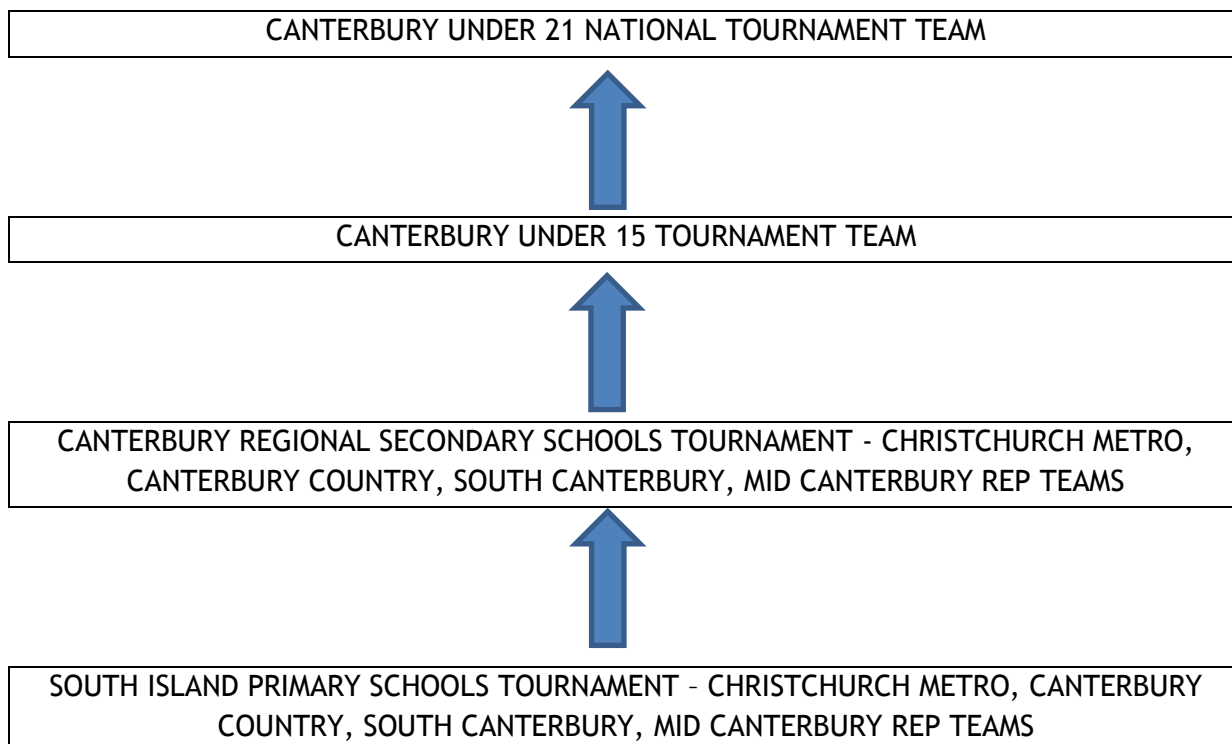 CANTERBURY UNDER 21 NATIONAL TOURNAMENT TEAM
CANTERBURY UNDER 15 TOURNAMENT TEAM
CANTERBURY REGIONAL SECONDARY SCHOOLS TOURNAMENT - CHRISTCHURCH METRO,
CANTERBURY COUNTRY, SOUTH CANTERBURY, MID CANTERBURY REP TEAMS
SOUTH ISLAND PRIMARY SCHOOLS TOURNAMENT – CHRISTCHURCH METRO, CANTERBURY
COUNTRY, SOUTH CANTERBURY, MID CANTERBURY REP TEAMS